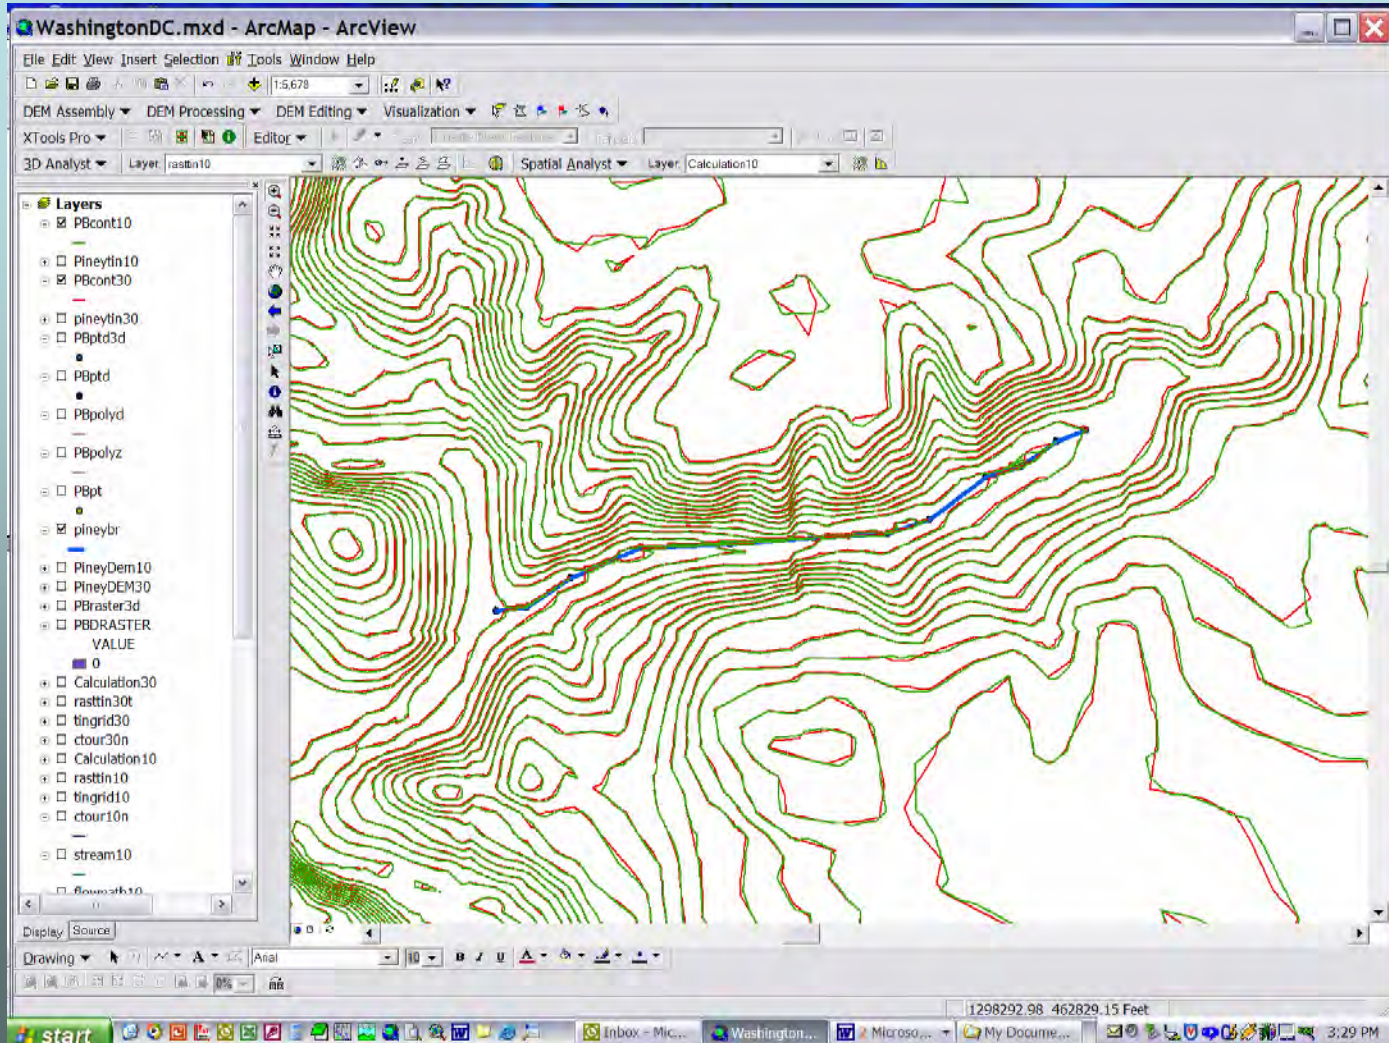 WashingtonDC.mxd - ArcMap - ArcView
File Edit View Insert Selection Tools Window Help
1:5,678
DEM Assembly DEM Processing DEM Editing Visualization
XTools Pro Editor
3D Analyst Layer: rasttin10 Spatial Analyst Layer: Calculation10
Layers
PBcont10
Pineytin10
PBcont30
pineytin30
PBptd3d
PBptd
PBpolyd
PBpolyz
PBpt
pineybr
PineyDem10
PineyDEM30
PBraster3d
PBDRASTER
VALUE
0
Calculation30
rasttin30t
tingrid30
ctour30n
Calculation10
rasttin10
tingrid10
ctour10n
stream10
flowpath10
Display Source
Drawing A Arial 10 B I U A
0%
1298292.98 462829.15 Feet
start Inbox - Mic... Washington... 2 Microso... My Docume... 3:29 PM